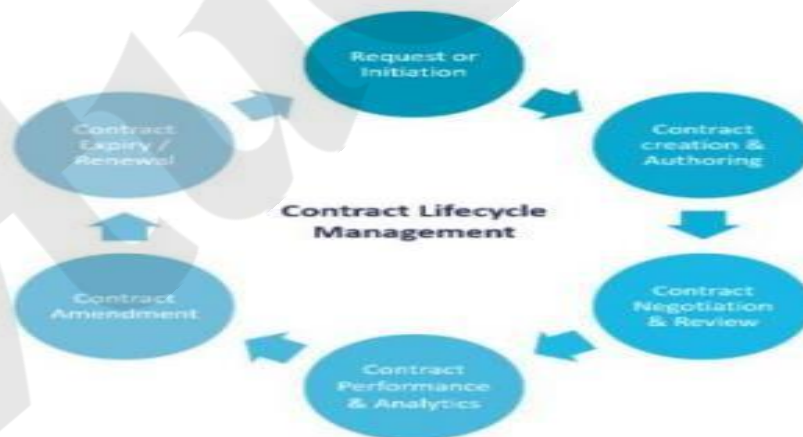 Request or
Initiation
Contract
creation &
Authoring
Contract
Negotiation
& Review
Contract
Performance
& Analytics
Contract
Amendment
Contract
Expiry /
Renewal
Contract Lifecycle
Management